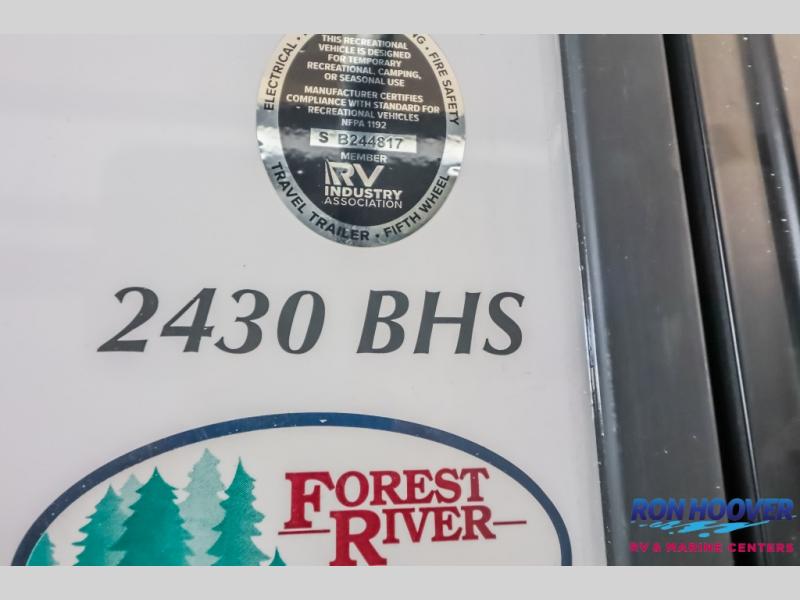 ELECTRICAL •
• FIRE SAFETY
THIS RECREATIONAL
VEHICLE IS DESIGNED
FOR TEMPORARY
RECREATIONAL, CAMPING,
OR SEASONAL USE
MANUFACTURER CERTIFIES
COMPLIANCE WITH STANDARD FOR
RECREATIONAL VEHICLES
NFPA 1192
S B244817
MEMBER
RV
INDUSTRY
ASSOCIATION
TRAVEL TRAILER • FIFTH WHEEL
2430 BHS
FOREST
RIVER
RON HOOVER
RV & MARINE CENTERS